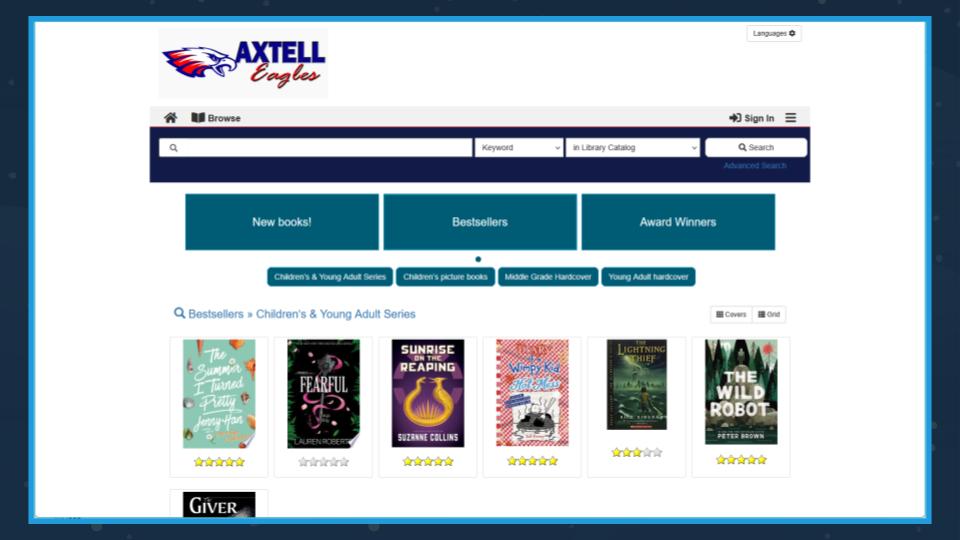 Languages
AXTELL
Eagles
Browse
Sign In
Keyword
in Library Catalog
Search
Advanced Search
New books!
Bestsellers
Award Winners
Children's & Young Adult Series
Children's picture books
Middle Grade Hardcover
Young Adult hardcover
Bestsellers » Children's & Young Adult Series
Covers
Grid
The
Summer
I Turned
Pretty
Jenny Han
FEARFUL
LAUREN ROBERT
SUNRISE
ON THE
REAPING
SUZANNE COLLINS
DIARY
Wimpy Kid
Hot Mess
THE
LIGHTNING
THIEF
THE
WILD
ROBOT
PETER BROWN
The
GIVER